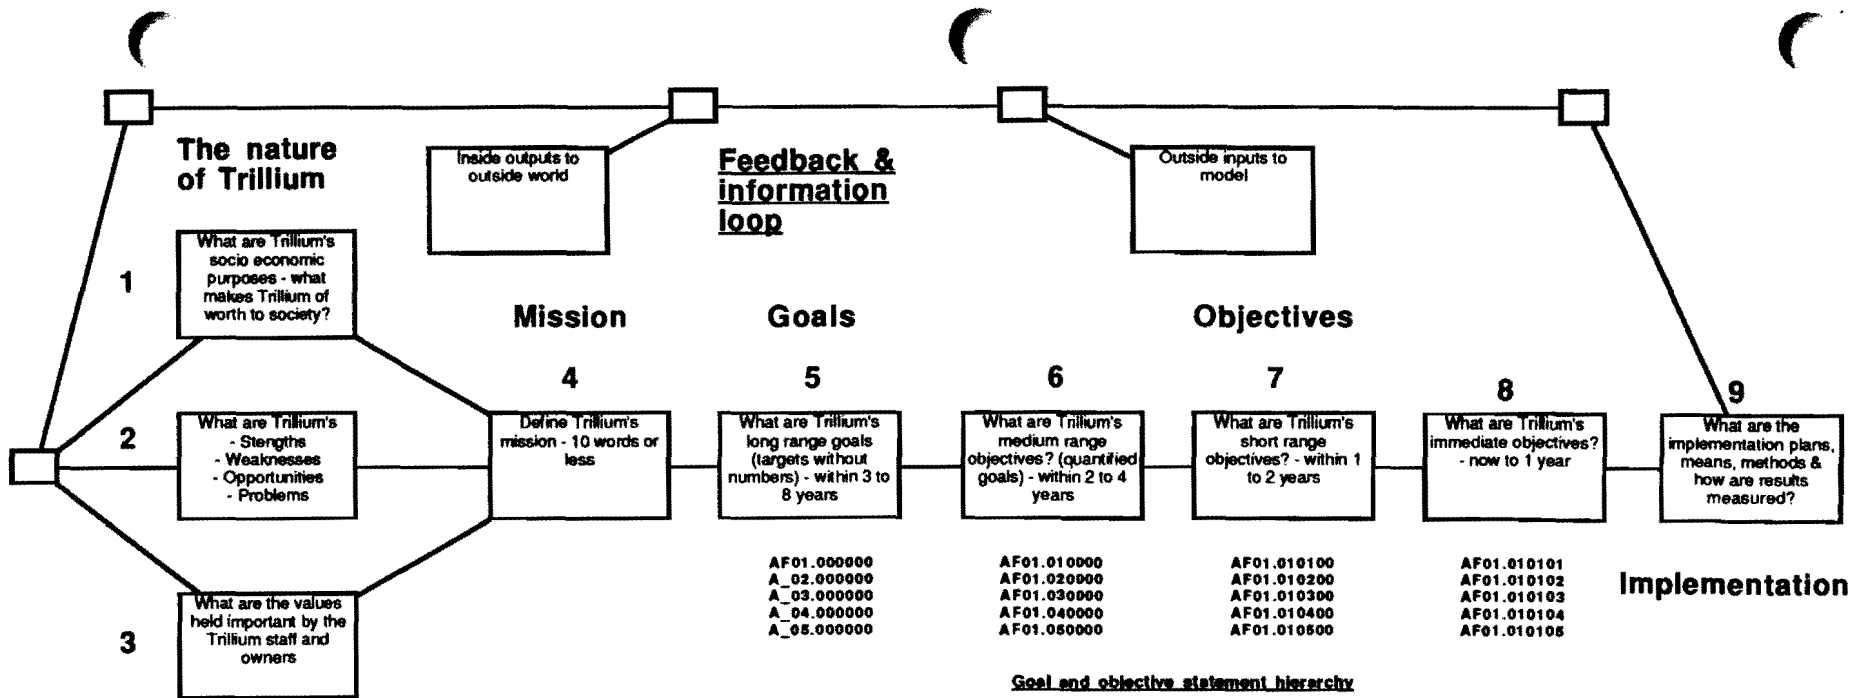 The nature
of Trillium
Inside outputs to
outside world
Feedback &
information
loop
Outside inputs to
model
1
What are Trillium's
socio economic
purposes - what
makes Trillium of
worth to society?
Mission
Goals
Objectives
2
What are Trillium's
- Stengths
- Weaknesses
- Opportunities
- Problems
3
What are the values
held important by the
Trillium staff and
owners
4
Define Trillium's
mission - 10 words or
less
5
What are Trillium's
long range goals
(targets without
numbers) - within 3 to
8 years
6
What are Trillium's
medium range
objectives? (quantified
goals) - within 2 to 4
years
7
What are Trillium's
short range
objectives? - within 1
to 2 years
8
What are Trillium's
immediate objectives?
- now to 1 year
9
What are the
implementation plans,
means, methods &
how are results
measured?
AF01.000000
A_02.000000
A_03.000000
A_04.000000
A_05.000000
AF01.010000
AF01.020000
AF01.030000
AF01.040000
AF01.050000
AF01.010100
AF01.010200
AF01.010300
AF01.010400
AF01.010500
AF01.010101
AF01.010102
AF01.010103
AF01.010104
AF01.010105
Implementation
Goal and objective statement hierarchy